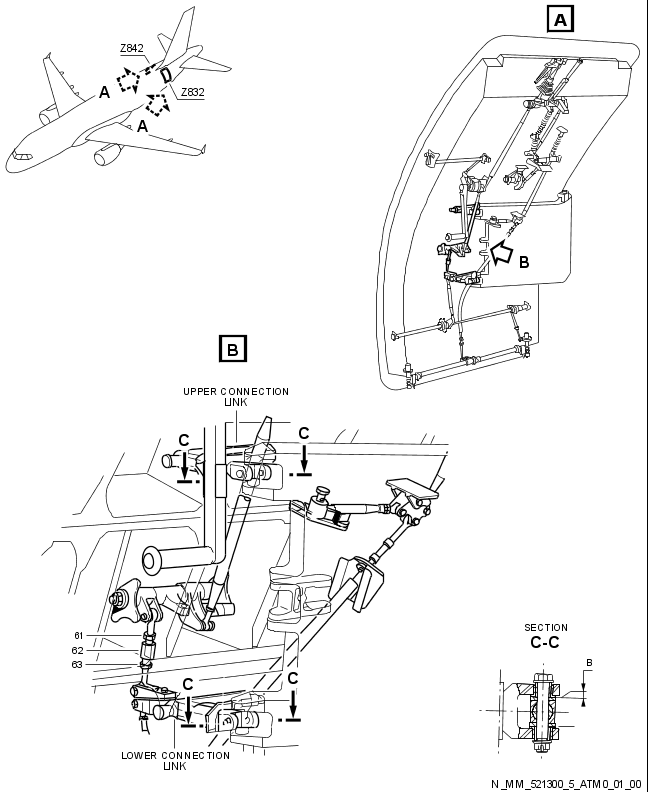 A
Z842
A
Z832
A
B
B
UPPER CONNECTION
LINK
C
C
61
62
63
C
C
LOWER CONNECTION
LINK
SECTION
C-C
B
N_MM_521300_5_ATM0_01_00